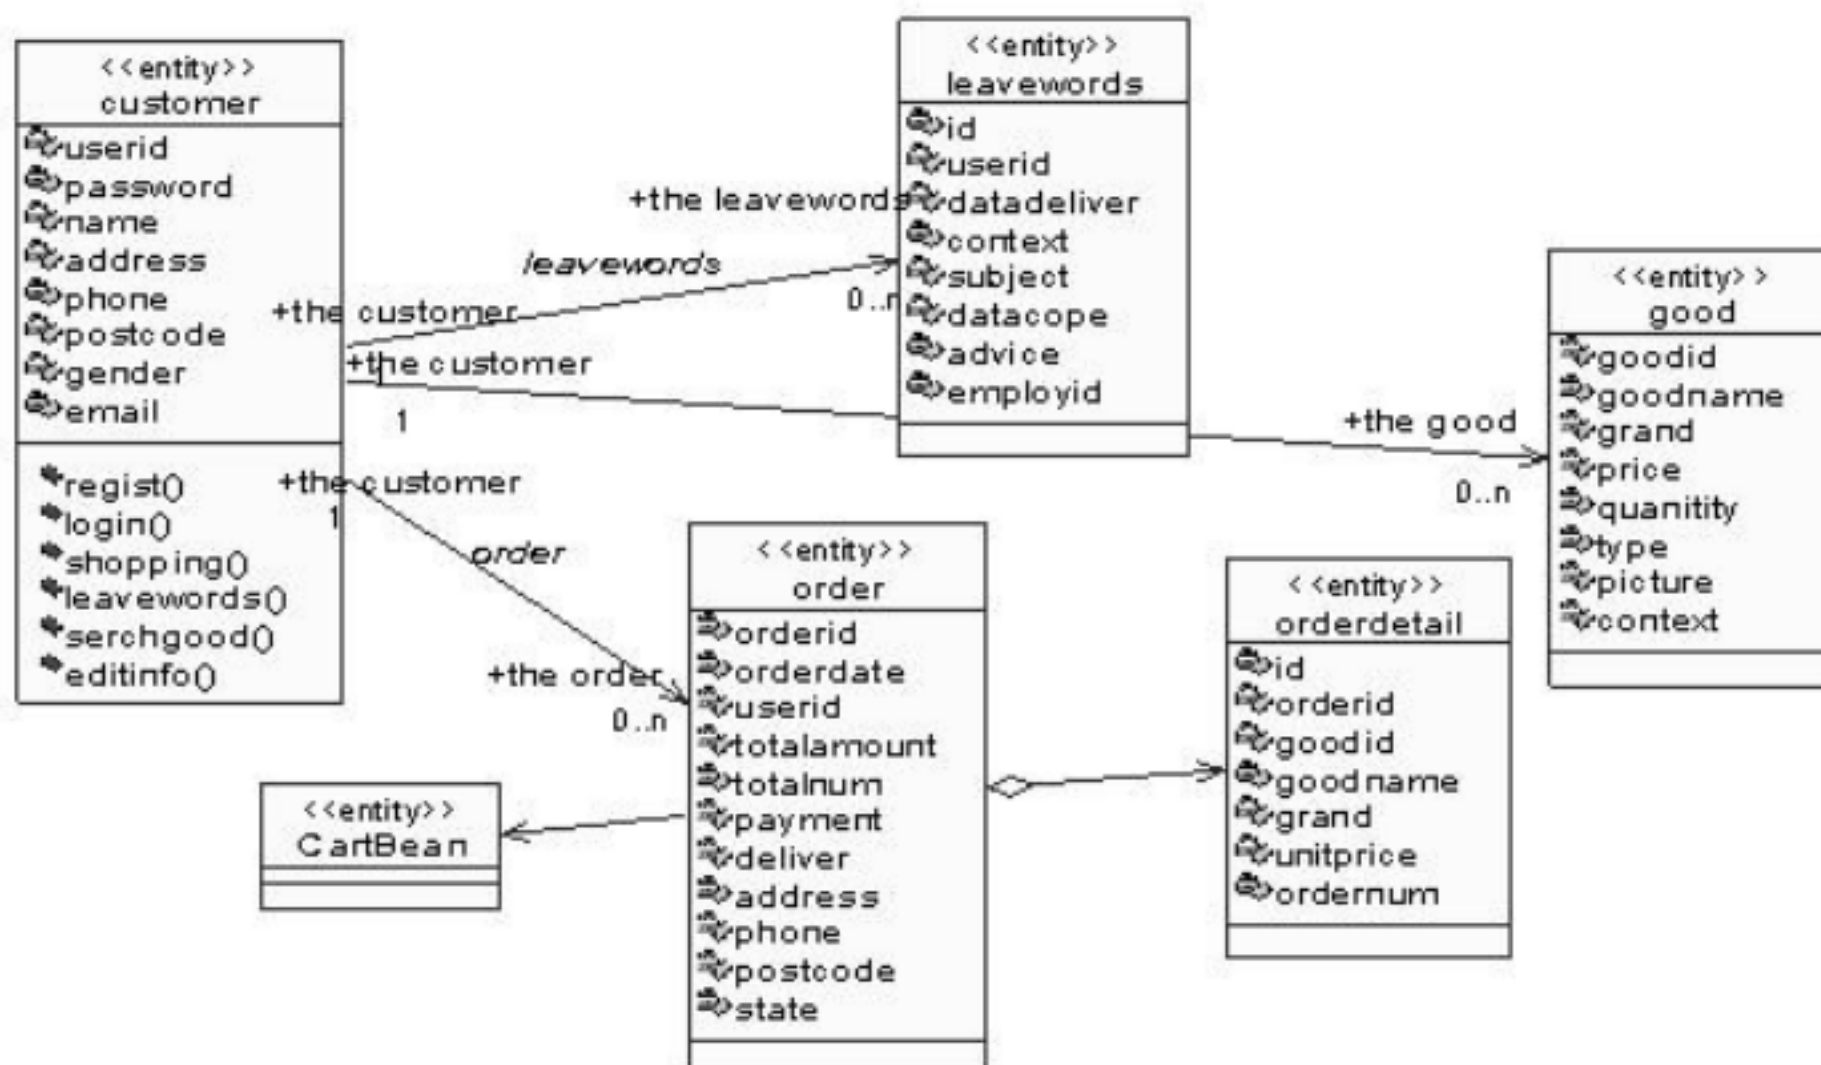 <<entity>>
customer
userid
password
name
address
phone
postcode
gender
email
regist()
login()
shopping()
leavewords()
serchgood()
editinfo()
<<entity>>
leavewords
id
userid
datadeliver
context
subject
datacope
advice
employid
+the leavewords
leavewords
0..n
+the customer
+the customer
1
1
+the good
0..n
<<entity>>
good
goodid
goodname
grand
price
quanitity
type
picture
context
+the customer
1
order
+the order
0..n
<<entity>>
order
orderid
orderdate
userid
totalamount
totalnum
payment
deliver
address
phone
postcode
state
<<entity>>
orderdetail
id
orderid
goodid
goodname
grand
unitprice
ordernum
<<entity>>
CartBean